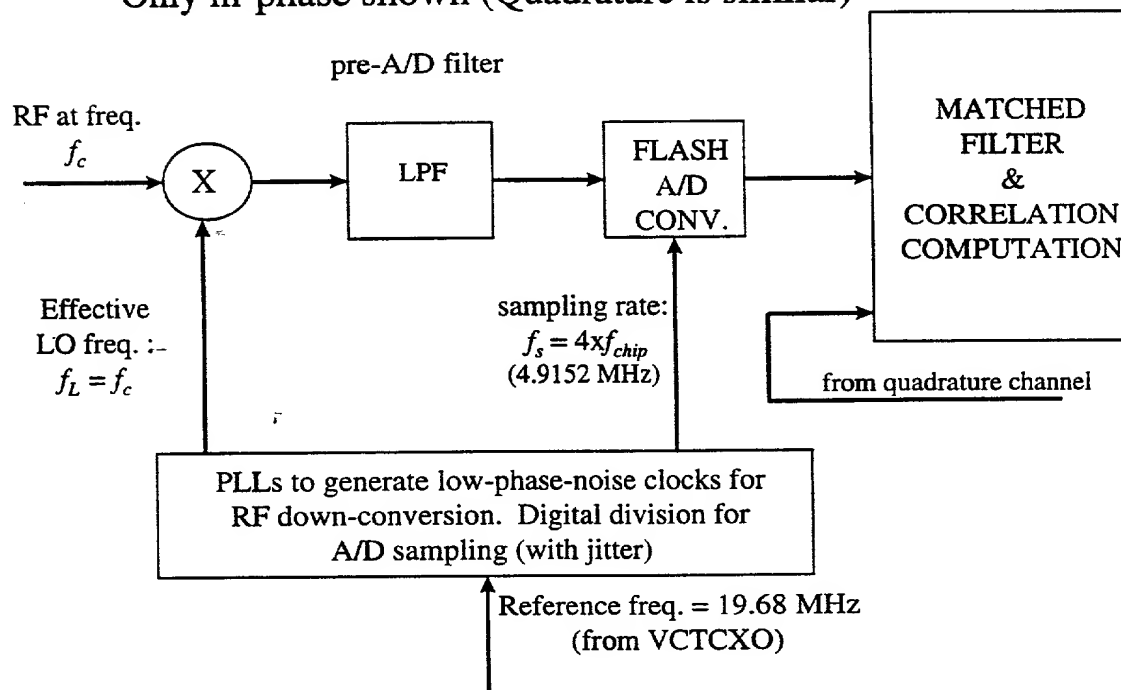 Only in-phase shown (Quadrature is similar)
pre-A/D filter
RF at freq.
f_c
X
LPF
FLASH
A/D
CONV.
MATCHED
FILTER
&
CORRELATION
COMPUTATION
Effective
LO freq. :-
f_L = f_c
sampling rate:
f_s = 4xf_chip
(4.9152 MHz)
from quadrature channel
PLLs to generate low-phase-noise clocks for
RF down-conversion. Digital division for
A/D sampling (with jitter)
Reference freq. = 19.68 MHz
(from VCTCXO)